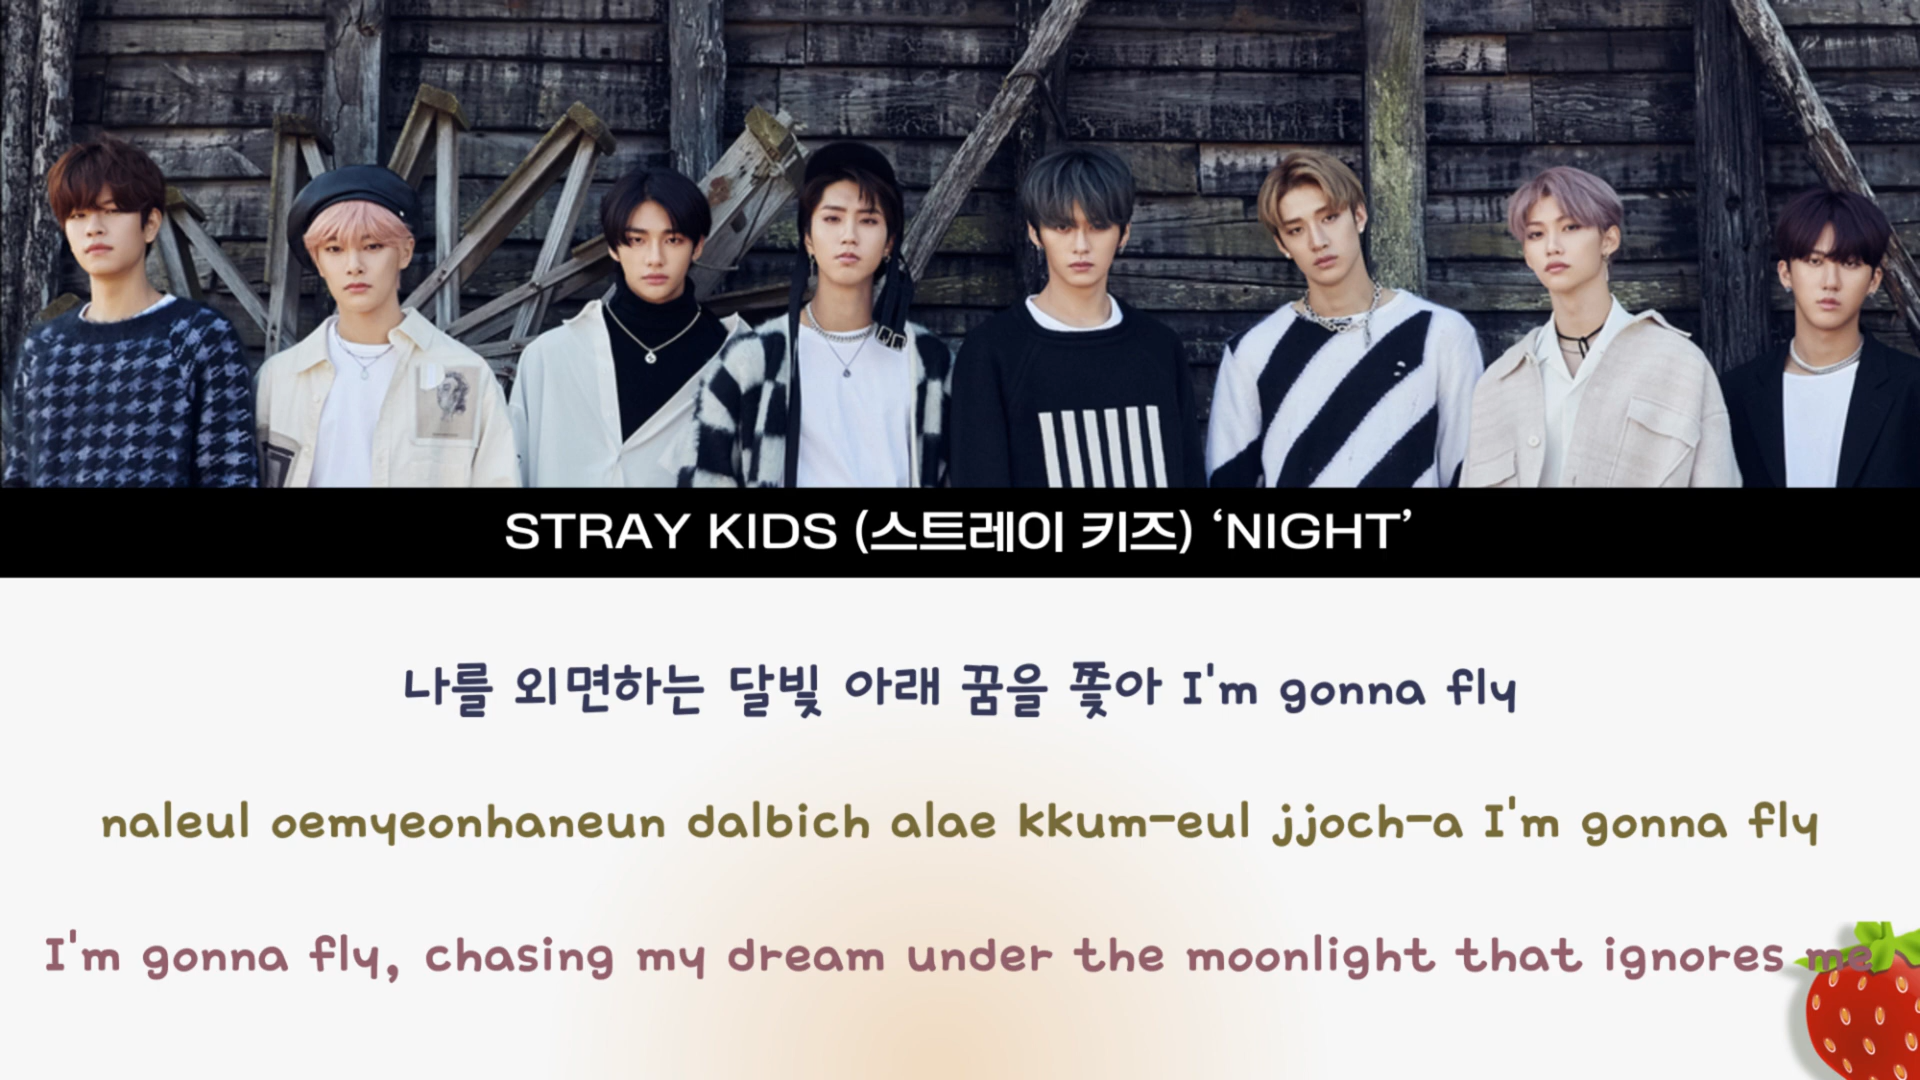 STRAY KIDS (스트레이 키즈) ‘NIGHT’
나를 외면하는 달빛 아래 꿈을 쫓아 I'm gonna fly
naleul oemyeonhaneun dalbich alae kkum-eul jjoch-a I'm gonna fly
I'm gonna fly, chasing my dream under the moonlight that ignores me